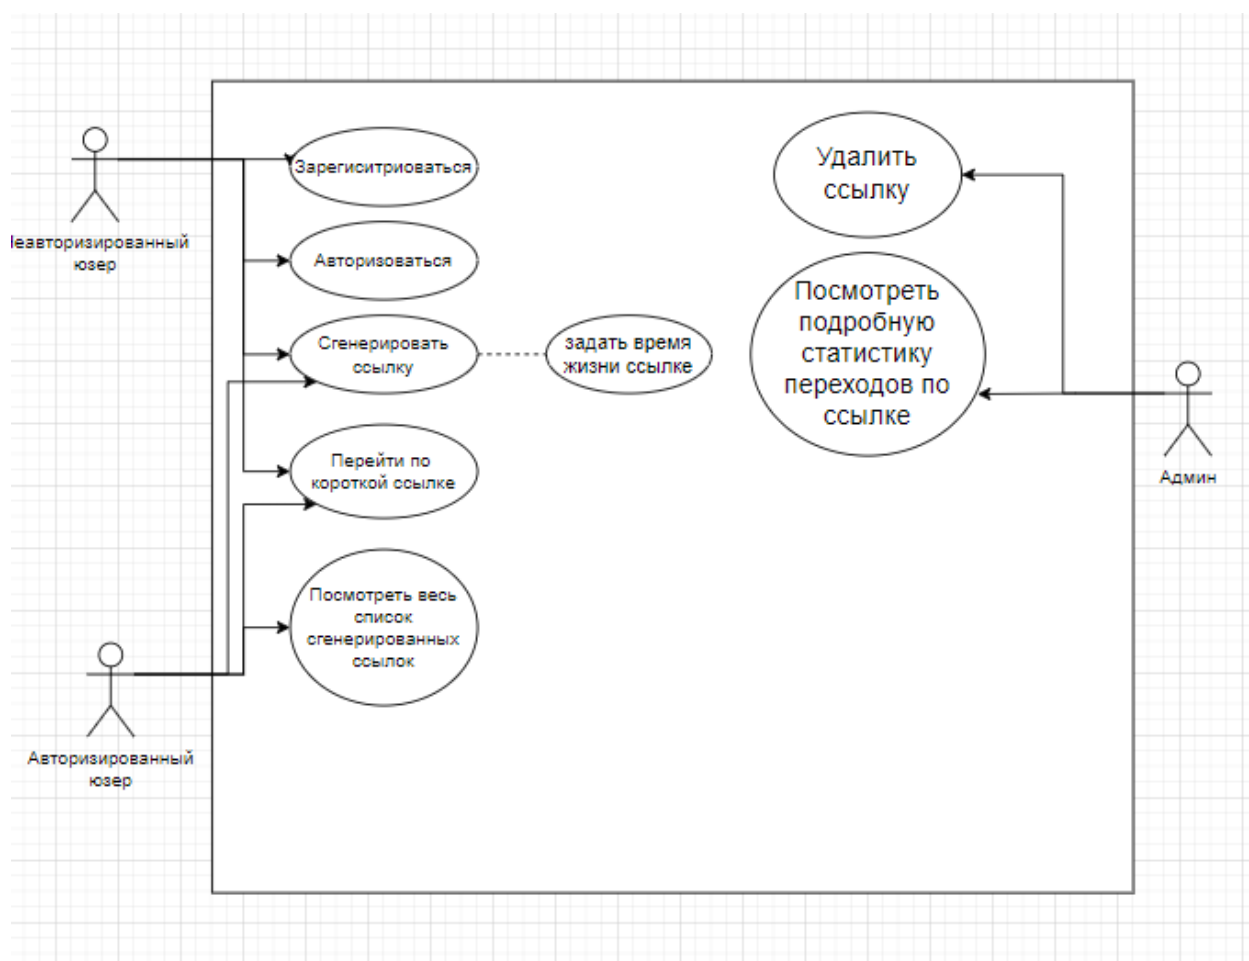 Зарегиситриоваться
юзер
Авторизоваться
Сгенерировать
ссылку
задать время
жизни ссылке
Перейти по
короткой ссылке
Посмотреть весь
список
сгенерированных
ссылок
Авторизированный
юзер
Удалить
ссылку
Посмотреть
подробную
статистику
переходов по
ссылке
Админ